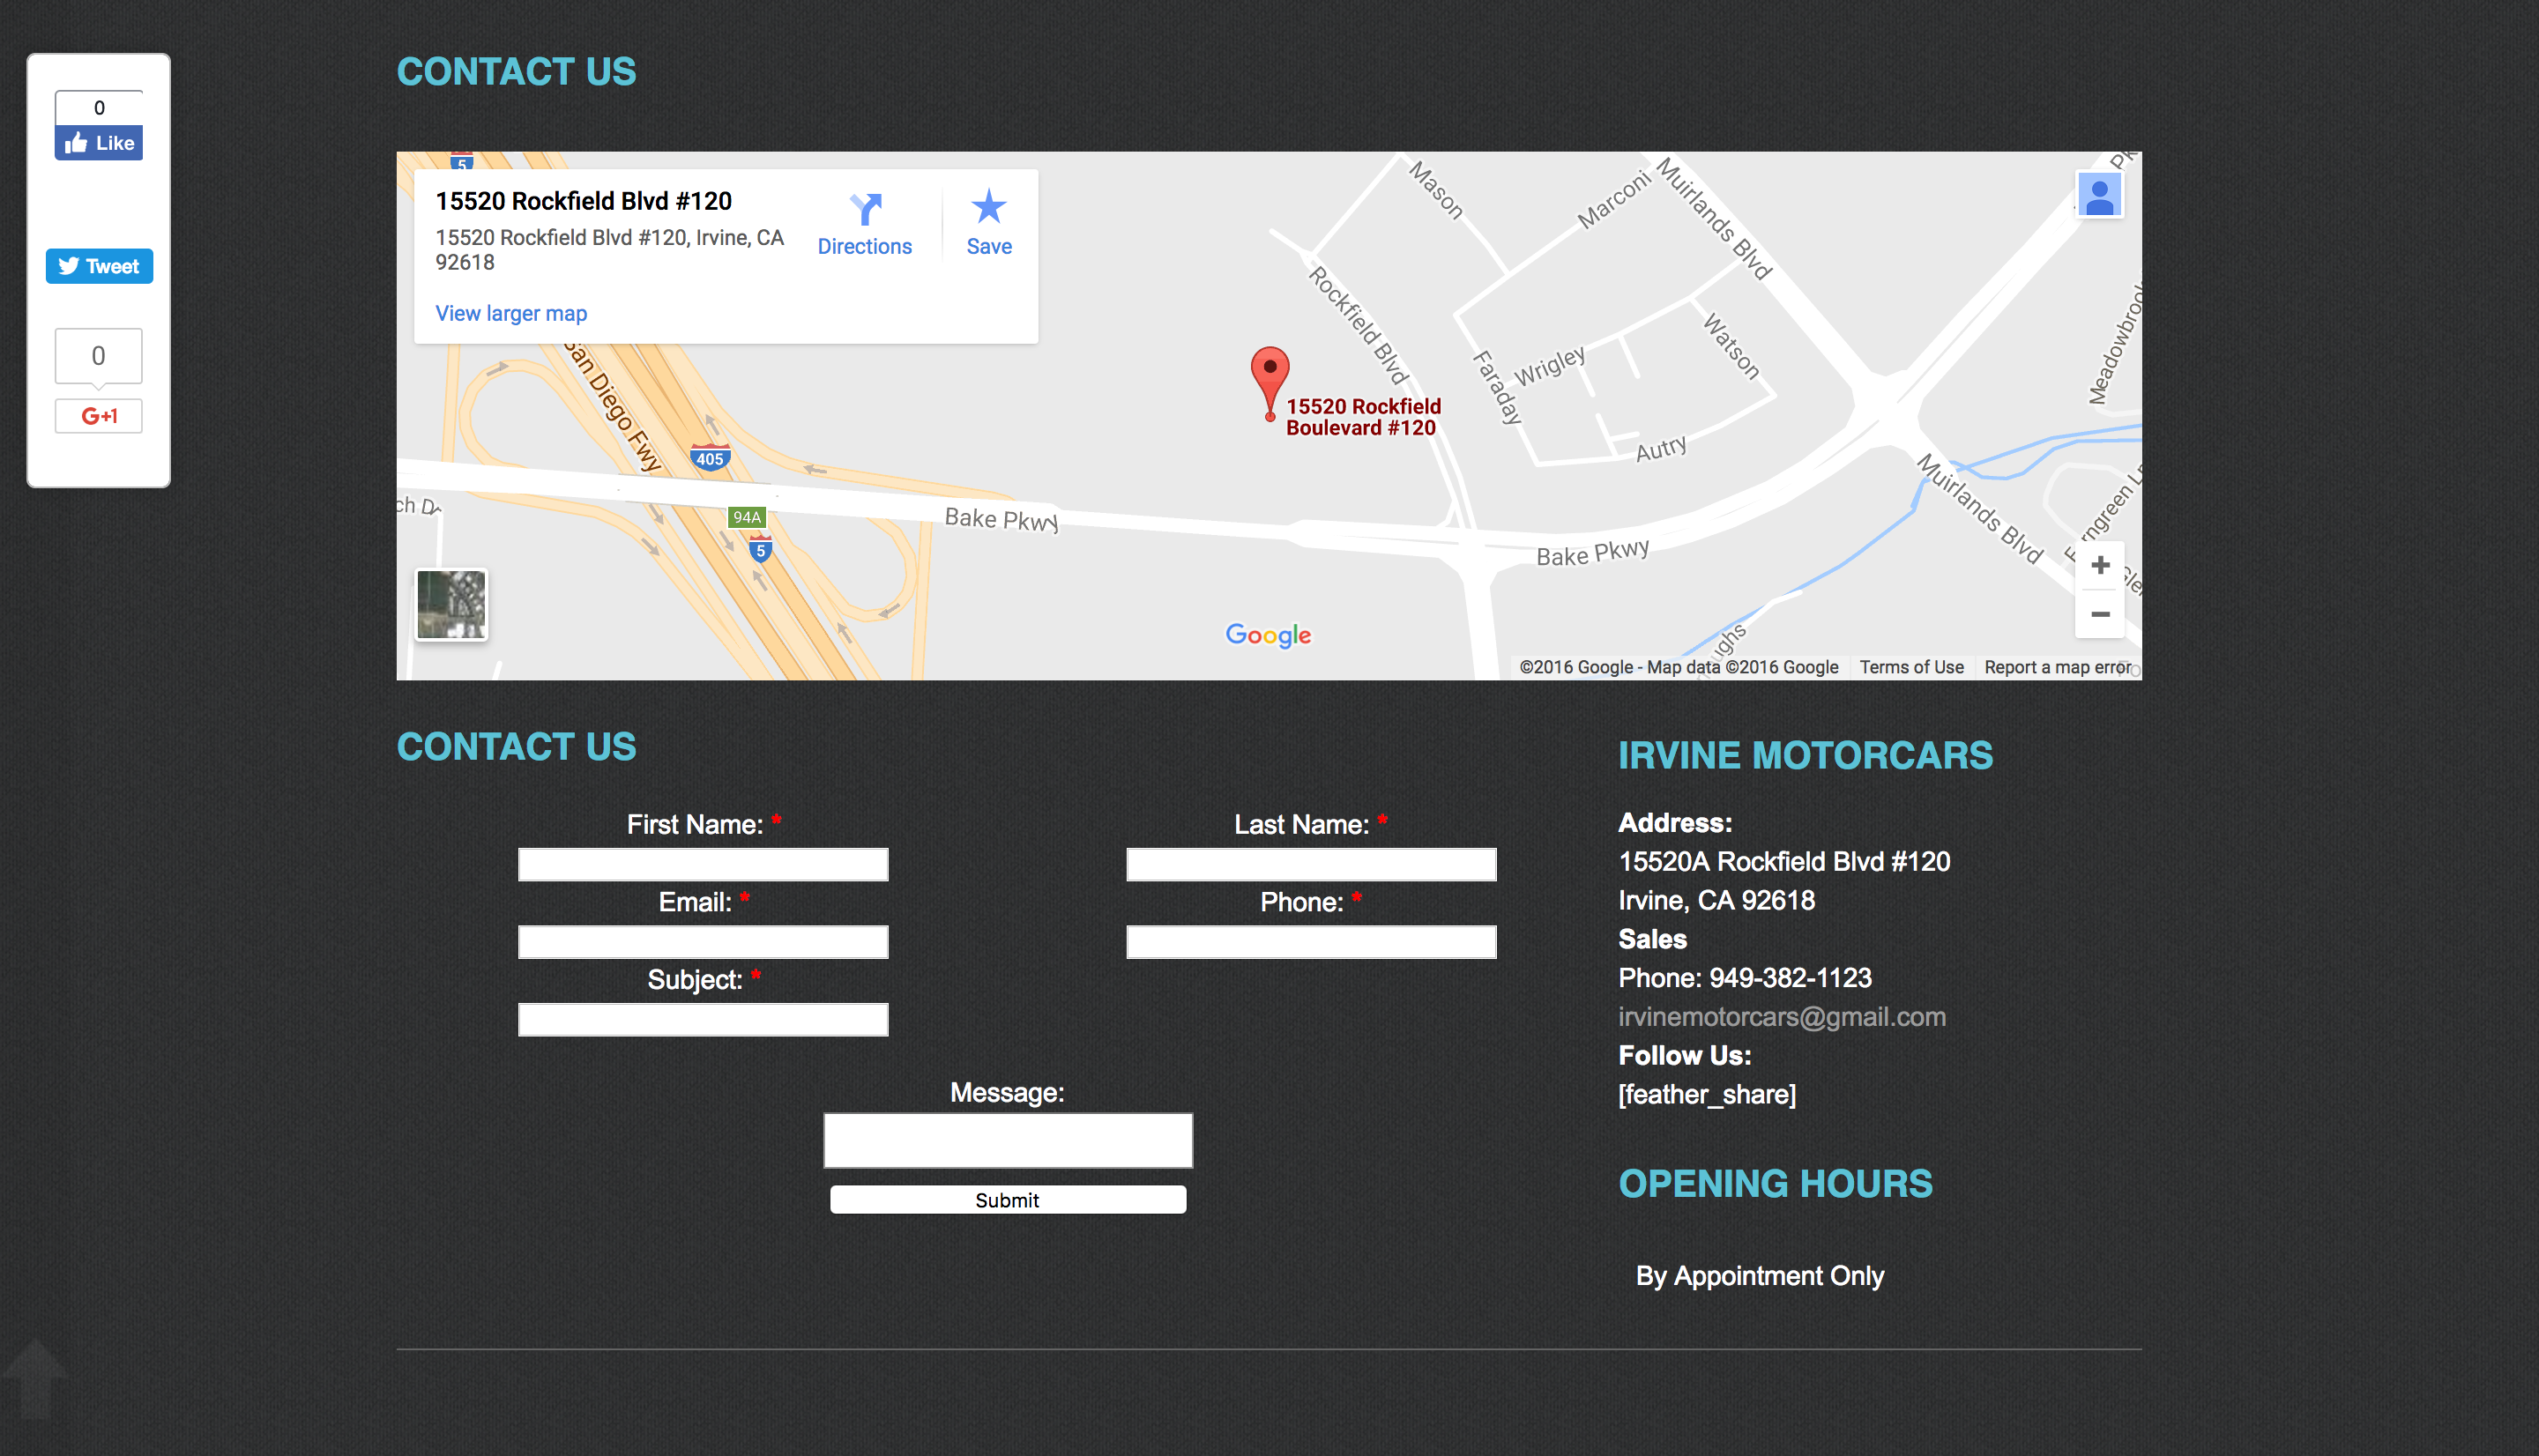 CONTACT US
0
Like
Tweet
0
G+1
15520 Rockfield Blvd #120
15520 Rockfield Blvd #120, Irvine, CA
92618
Directions
Save
View larger map
5
San Diego Fwy
405
94A
5
Bake Pkwy
Bake Pkwy
Mason
Marconi
Muirlands Blvd
Rockfield Blvd
Faraday
Wrigley
Watson
Autry
Muirlands Blvd
Meadowbrook
15520 Rockfield
Boulevard #120
Google
©2016 Google - Map data ©2016 Google
Terms of Use
Report a map error
CONTACT US
First Name: *
Last Name: *
Email: *
Phone: *
Subject: *
Message:
Submit
IRVINE MOTORCARS
Address:
15520A Rockfield Blvd #120
Irvine, CA 92618
Sales
Phone: 949-382-1123
irvinemotorcars@gmail.com
Follow Us:
[feather_share]
OPENING HOURS
By Appointment Only